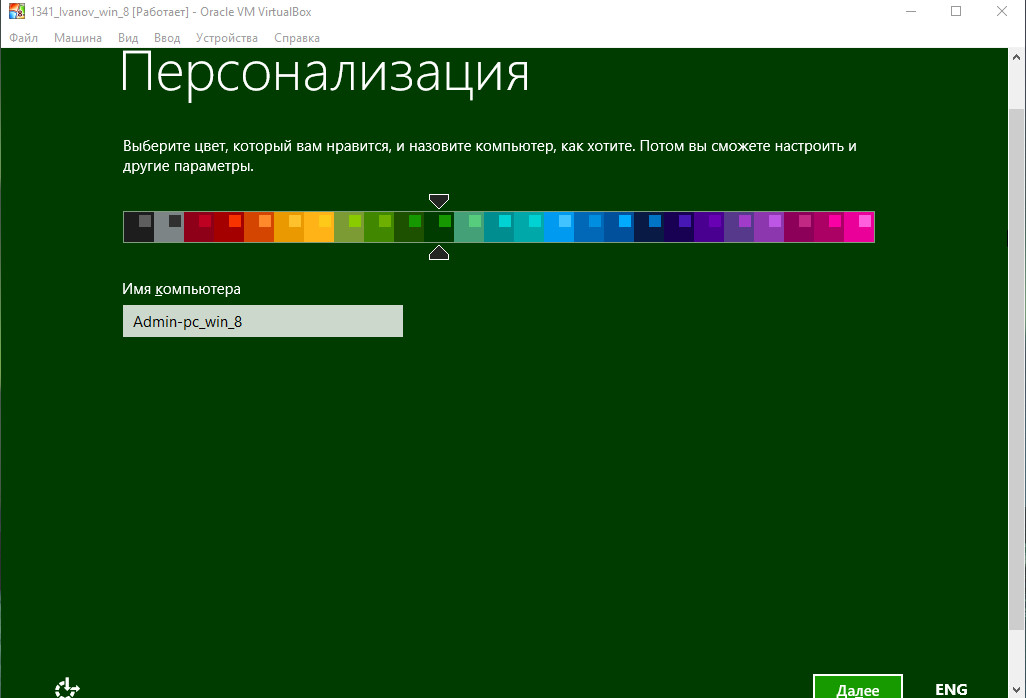 1341_Ivanov_win_8 [Работает] - Oracle VM VirtualBox
Файл Машина Вид Ввод Устройства Справка
Персонализация
Выберите цвет, который вам нравится, и назовите компьютер, как хотите. Потом вы сможете настроить и
другие параметры.
Имя компьютера
Admin-pc_win_8
Далее ENG